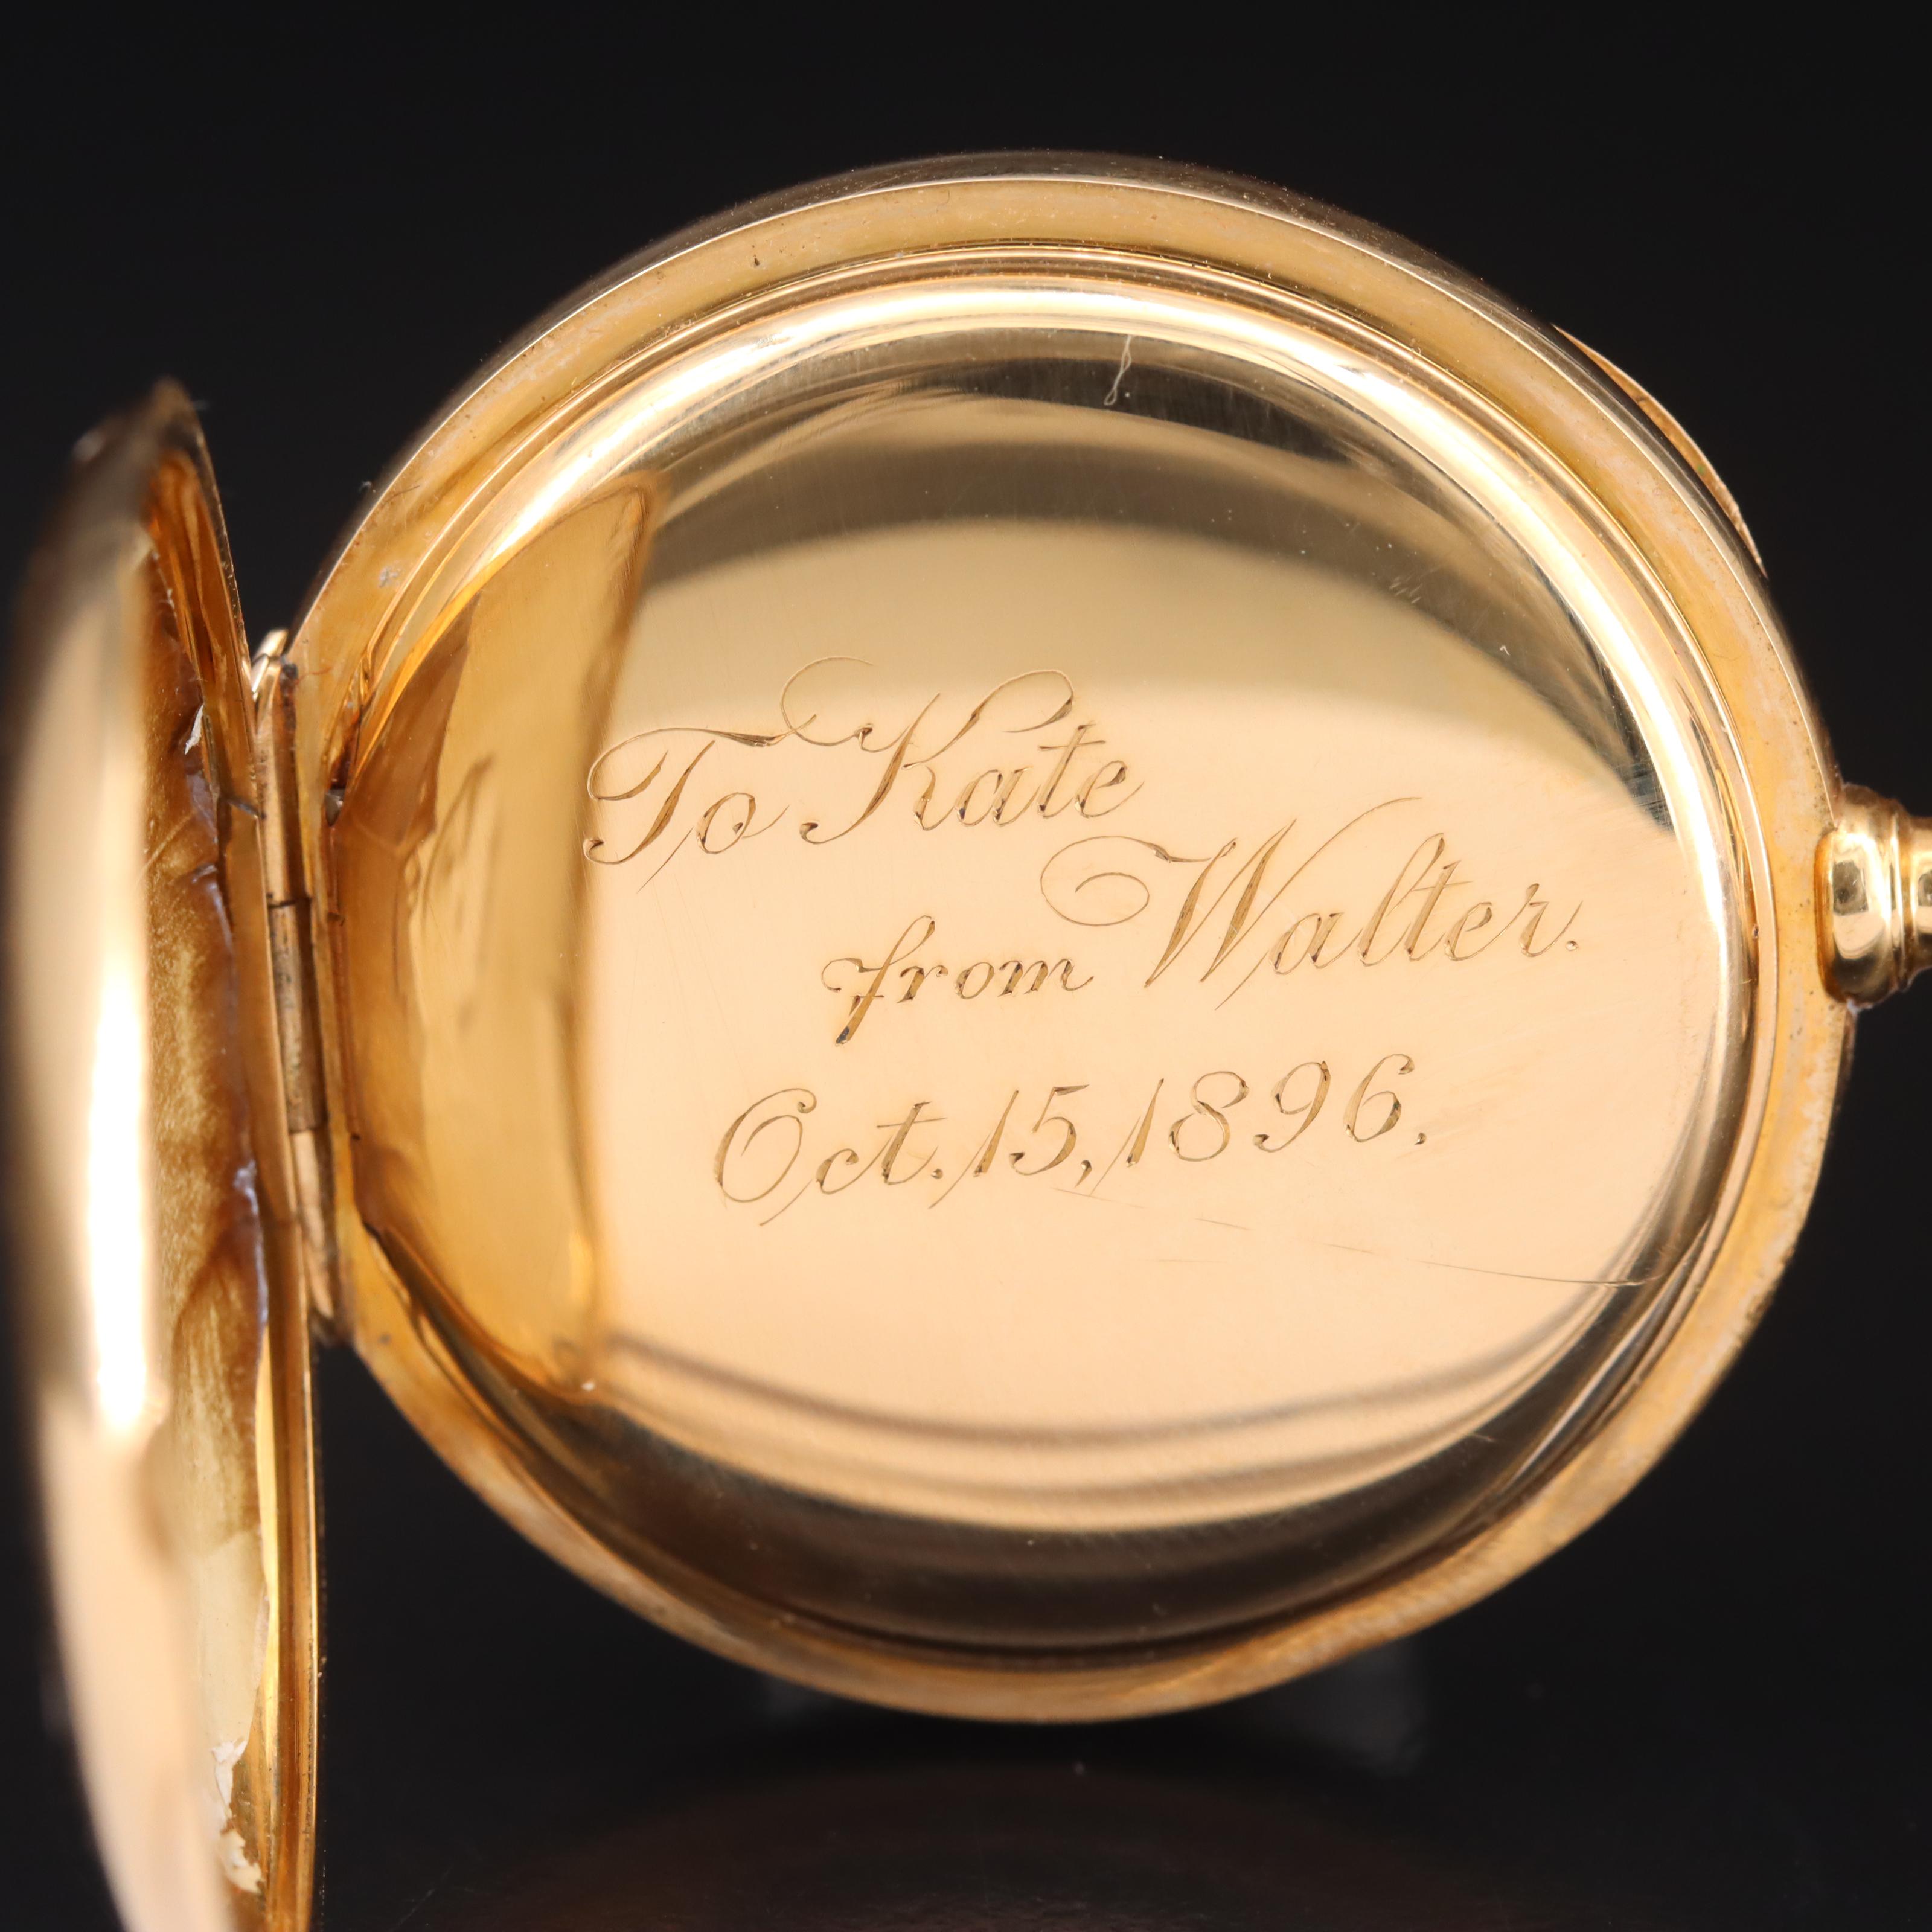 To Kate
from Walter.
Oct. 15, 1896.